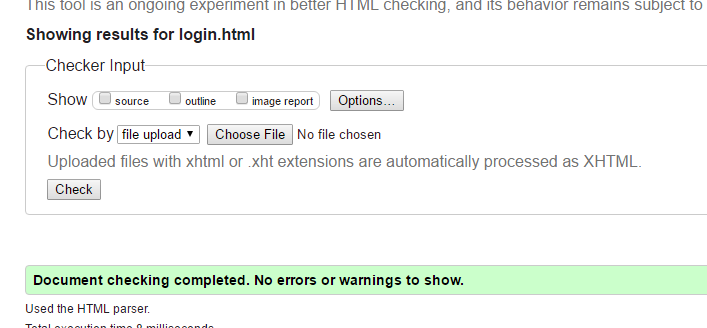 This tool is an ongoing experiment in better HTML checking, and its behavior remains subject to
Showing results for login.html
Checker Input
Show source outline image report Options...
Check by file upload Choose File No file chosen
Uploaded files with xhtml or .xht extensions are automatically processed as XHTML.
Check
Document checking completed. No errors or warnings to show.
Used the HTML parser.
Total execution time 8 milliseconds.